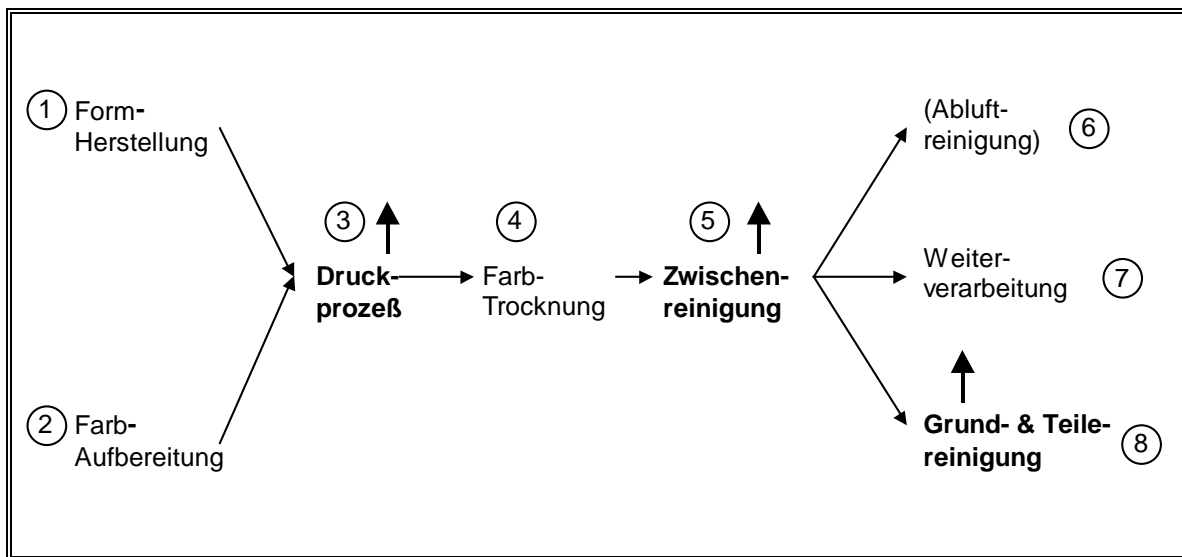 1 Form-
Herstellung
2 Farb-
Aufbereitung
3
Druck-
prozeß
4
Farb-
Trocknung
5
Zwischen-
reinigung
(Abluft-
reinigung) 6
Weiter-
verarbeitung 7
Grund- & Teile-
reinigung 8